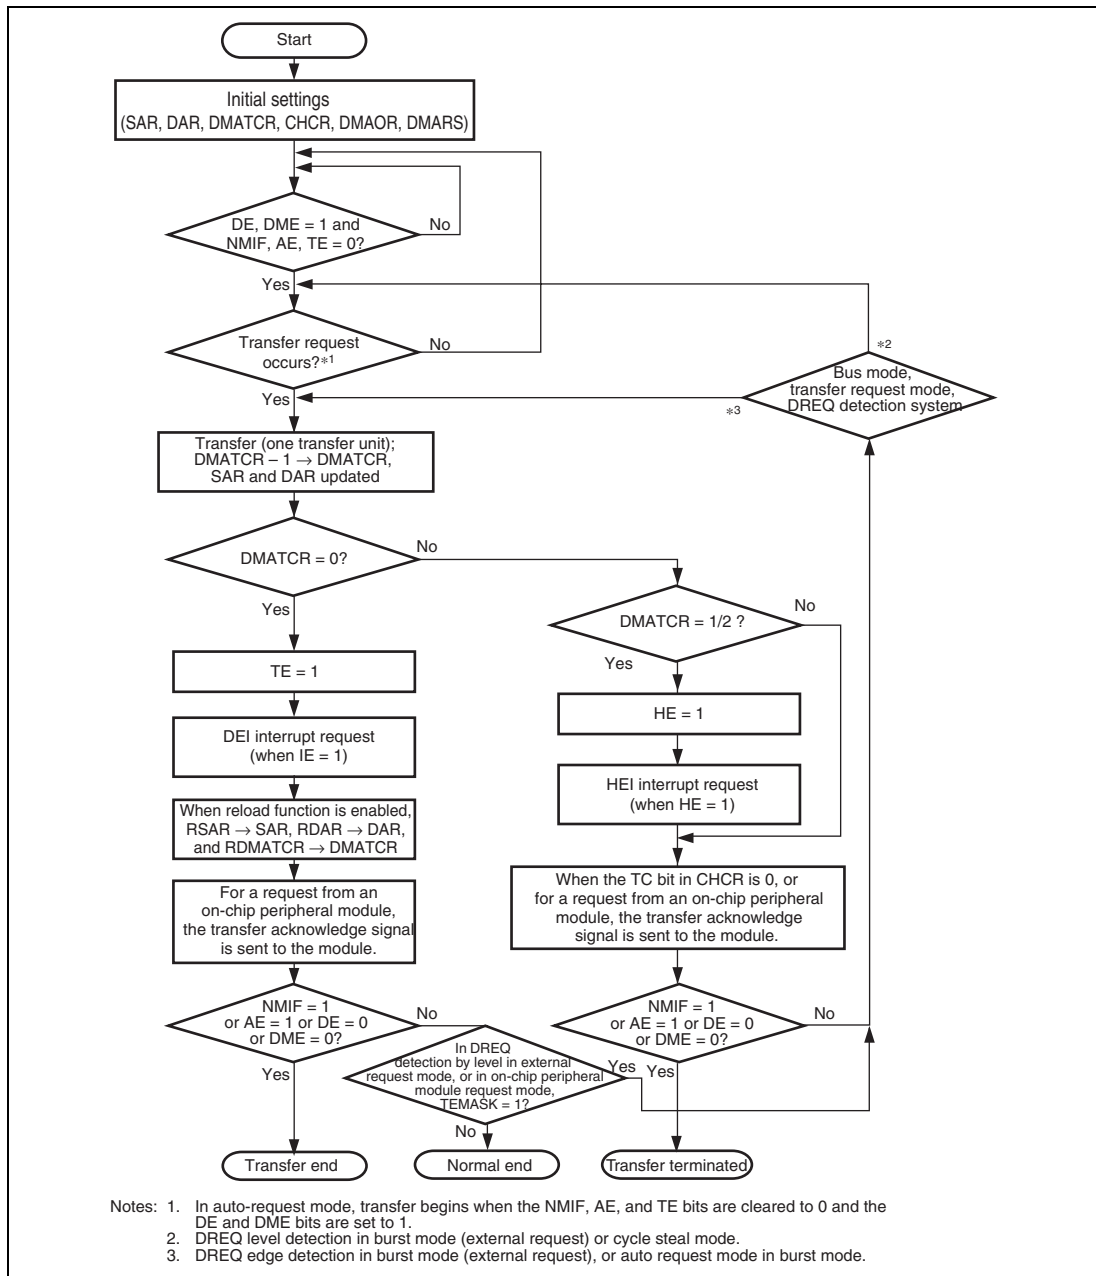 Start
Initial settings
(SAR, DAR, DMATCR, CHCR, DMAOR, DMARS)
DE, DME = 1 and
NMIF, AE, TE = 0?
No
Yes
Transfer request
occurs?*1
No
Yes
*2
Bus mode,
transfer request mode,
DREQ detection system
*3
Transfer (one transfer unit);
DMATCR – 1 → DMATCR,
SAR and DAR updated
DMATCR = 0?
No
Yes
DMATCR = 1/2 ?
No
Yes
TE = 1
HE = 1
DEI interrupt request
(when IE = 1)
HEI interrupt request
(when HE = 1)
When reload function is enabled,
RSAR → SAR, RDAR → DAR,
and RDMATCR → DMATCR
For a request from an
on-chip peripheral module,
the transfer acknowledge signal
is sent to the module.
When the TC bit in CHCR is 0, or
for a request from an on-chip peripheral
module, the transfer acknowledge
signal is sent to the module.
NMIF = 1
or AE = 1 or DE = 0
or DME = 0?
No
Yes
In DREQ
detection by level in external
request mode, or in on-chip peripheral
module request mode,
TEMASK = 1?
Yes
No
NMIF = 1
or AE = 1 or DE = 0
or DME = 0?
No
Yes
Transfer end
Normal end
Transfer terminated
Notes: 1. In auto-request mode, transfer begins when the NMIF, AE, and TE bits are cleared to 0 and the
DE and DME bits are set to 1.
2. DREQ level detection in burst mode (external request) or cycle steal mode.
3. DREQ edge detection in burst mode (external request), or auto request mode in burst mode.